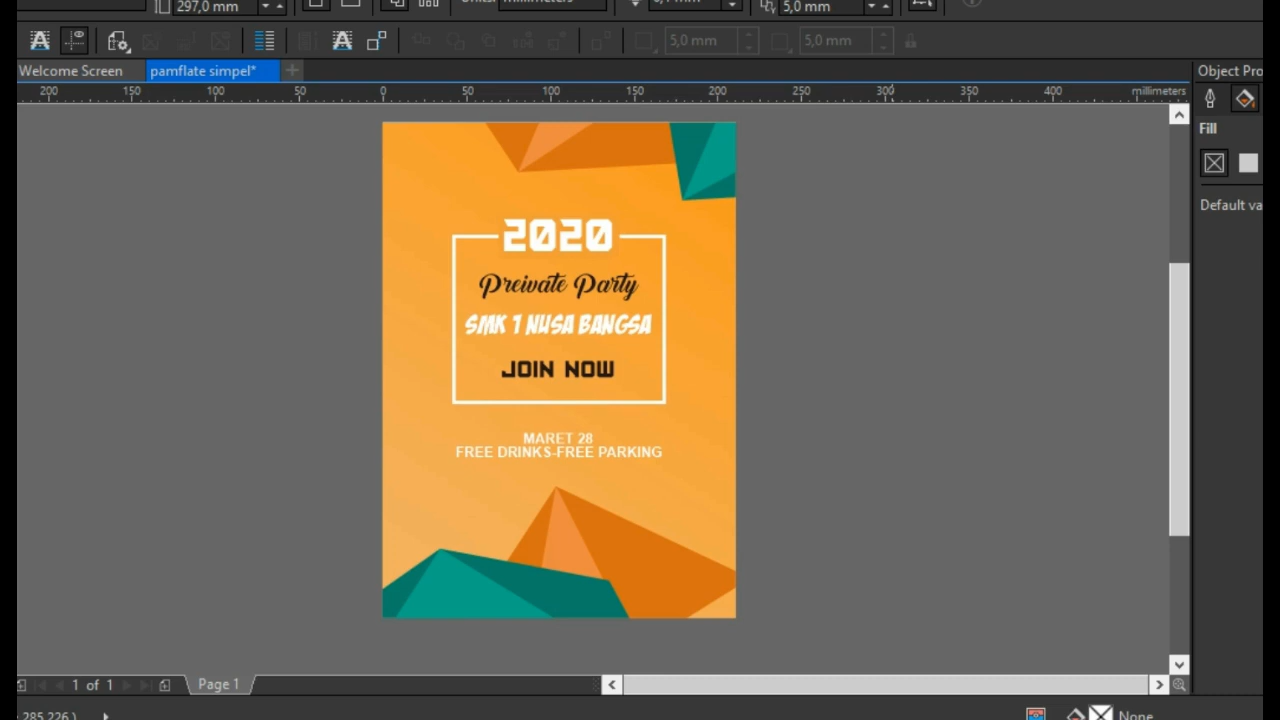 297,0 mm
5,0 mm
5,0 mm
5,0 mm
Welcome Screen
pamflate simpel*
Object Pro
200 150 100 50 0 50 100 150 200 250 300 350 400 millimeters
Fill
Default va
2020
Preivate Party
SMK 1 NUSA BANGSA
JOIN NOW
MARET 28
FREE DRINKS-FREE PARKING
1 of 1
Page 1
285,226 )
None